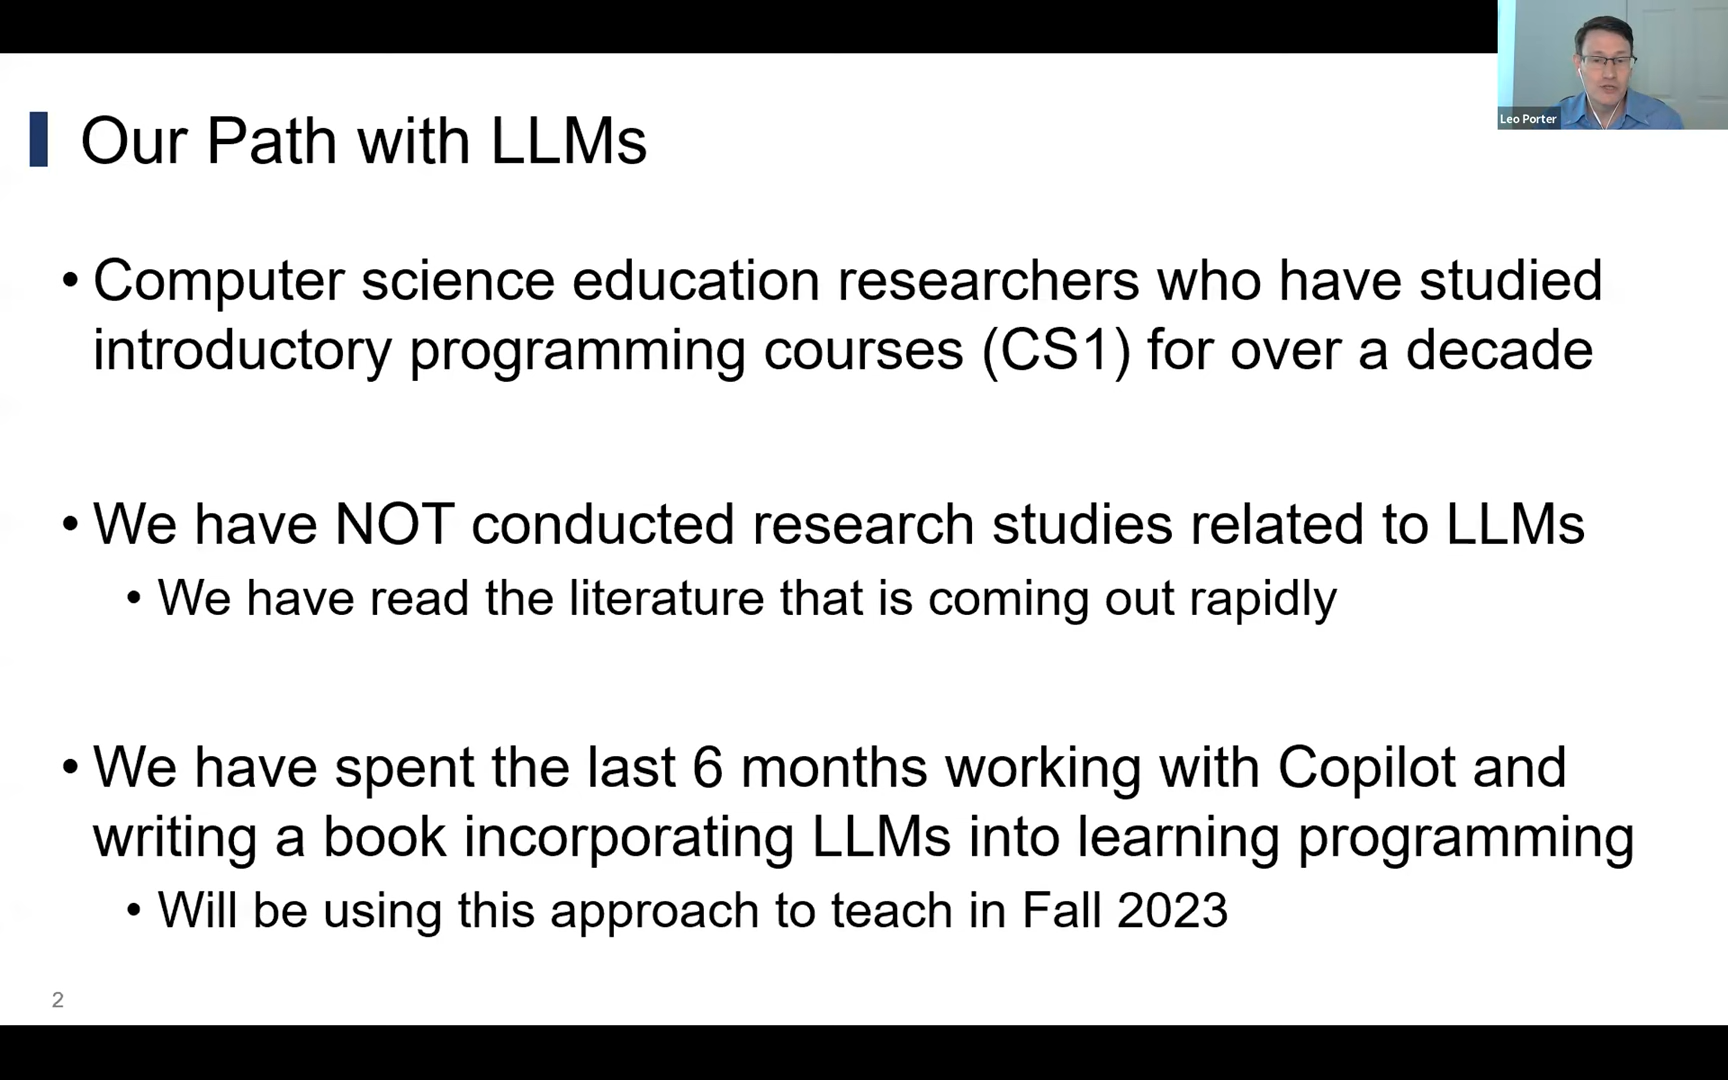 Leo Porter
Our Path with LLMs
• Computer science education researchers who have studied
introductory programming courses (CS1) for over a decade
• We have NOT conducted research studies related to LLMs
• We have read the literature that is coming out rapidly
• We have spent the last 6 months working with Copilot and
writing a book incorporating LLMs into learning programming
• Will be using this approach to teach in Fall 2023
2